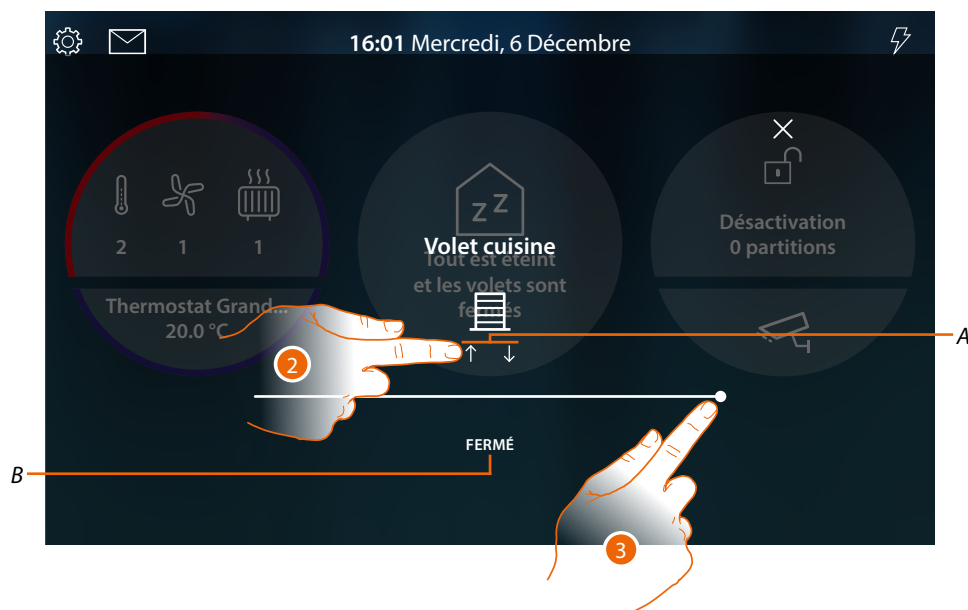 16:01 Mercredi, 6 Décembre
z z
2 1 1
Thermostat Grand...
20.0 °C
Volet cuisine
Tout est éteint
et les volets sont
fermés
Désactivation
0 partitions
A
2
FERMÉ
B
3